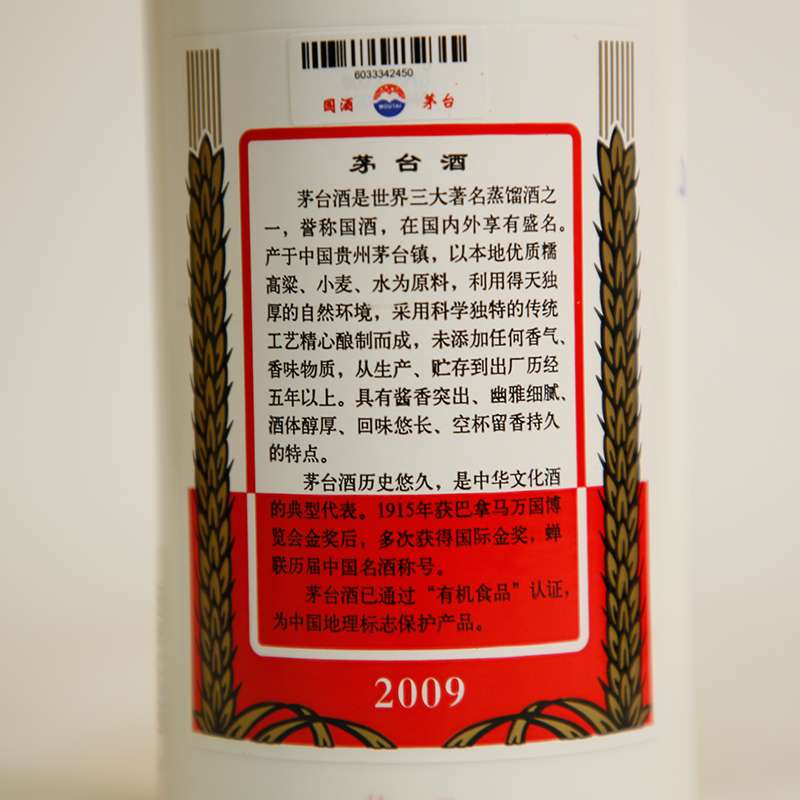 6033342450
国酒 MOUTAI 茅台
茅台酒
茅台酒是世界三大著名蒸馏酒之
一，誉称国酒，在国内外享有盛名。
产于中国贵州茅台镇，以本地优质糯
高粱、小麦、水为原料，利用得天独
厚的自然环境，采用科学独特的传统
工艺精心酿制而成，未添加任何香气、
香味物质，从生产、贮存到出厂历经
五年以上。具有酱香突出、幽雅细腻、
酒体醇厚、回味悠长、空杯留香持久
的特点。
茅台酒历史悠久，是中华文化酒
的典型代表。1915年获巴拿马万国博
览会金奖后，多次获得国际金奖，蝉
联历届中国名酒称号。
茅台酒已通过“有机食品”认证，
为中国地理标志保护产品。
2009